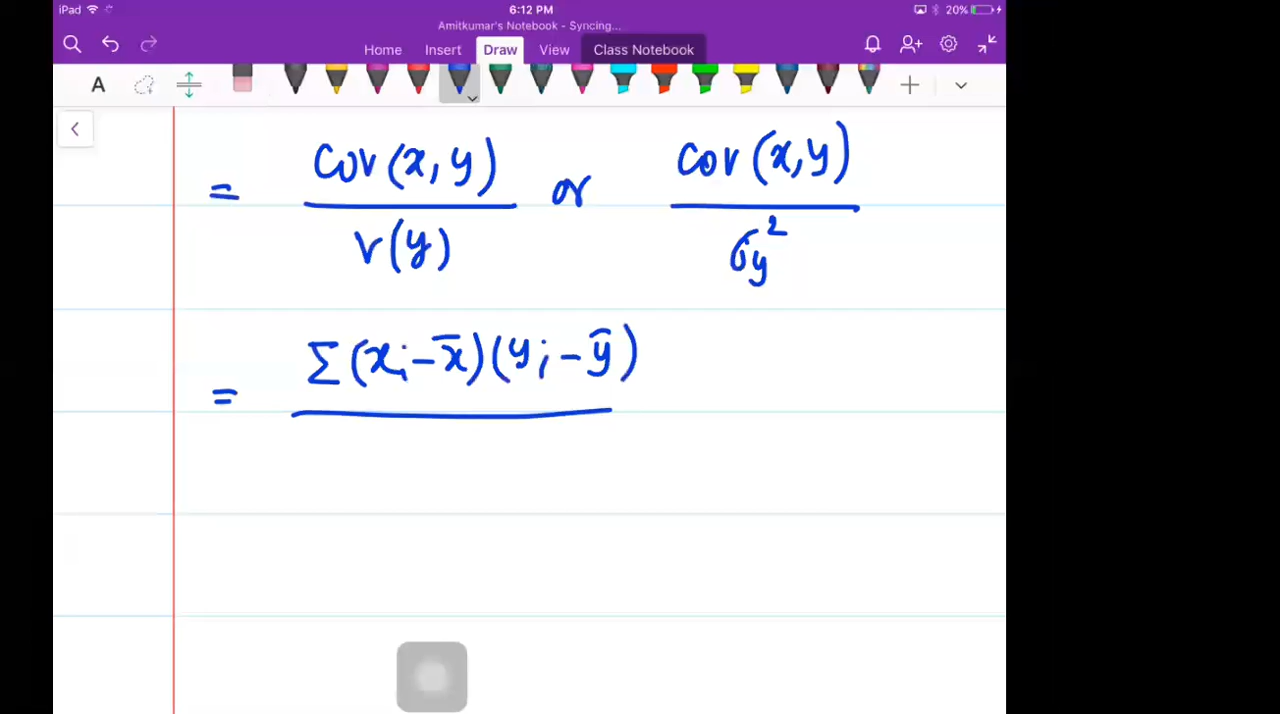 iPad 6:12 PM 20%
Amitkumar's Notebook - Syncing...
Home Insert Draw View Class Notebook
A
= cov(x, y) / v(y) or cov(x, y) / σy²
= Σ(xi - x̄)(yi - ȳ)